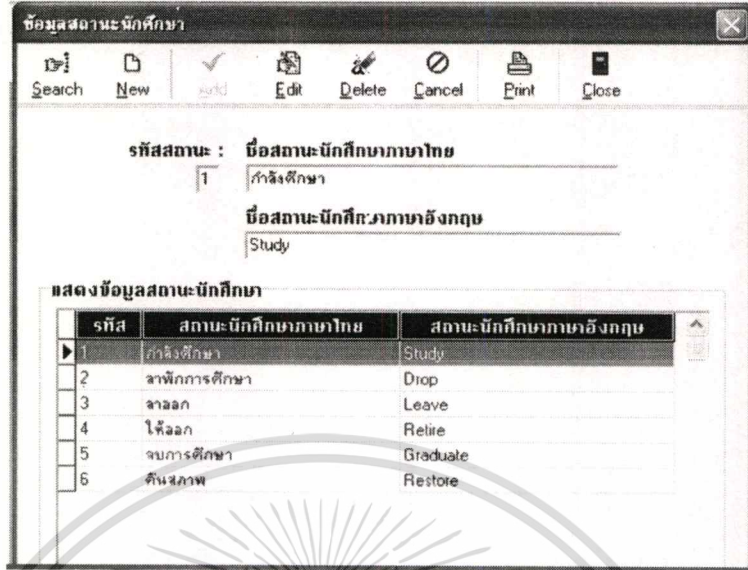 ข้อมูลสถานะนักศึกษา
Search New Add Edit Delete Cancel Print Close
รหัสสถานะ : ชื่อสถานะนักศึกษาภาษาไทย
1 กำลังศึกษา
ชื่อสถานะนักศึกษาภาษาอังกฤษ
Study
แสดงข้อมูลสถานะนักศึกษา
รหัส สถานะนักศึกษาภาษาไทย สถานะนักศึกษาภาษาอังกฤษ
1 กำลังศึกษา Study
2 ลาพักการศึกษา Drop
3 ลาออก Leave
4 ให้ออก Retire
5 จบการศึกษา Graduate
6 คืนสภาพ Restore